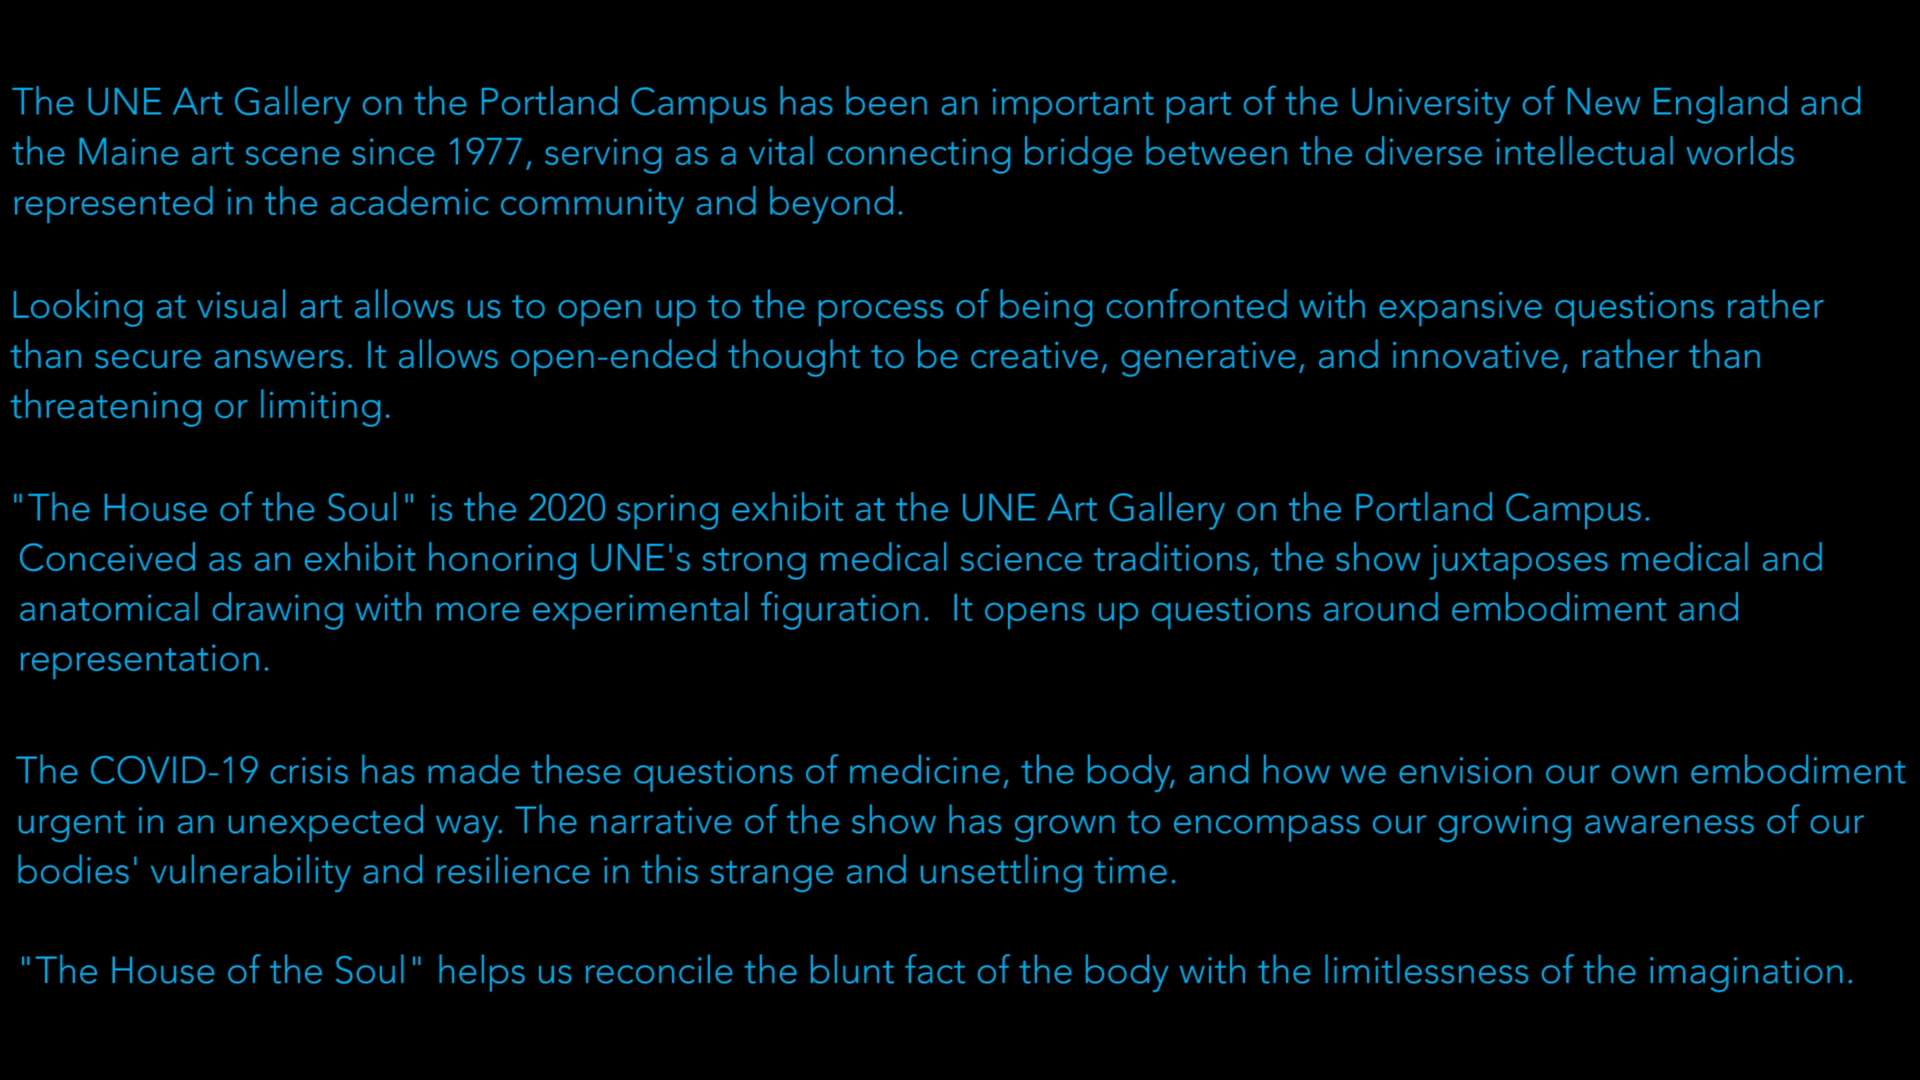 The UNE Art Gallery on the Portland Campus has been an important part of the University of New England and
the Maine art scene since 1977, serving as a vital connecting bridge between the diverse intellectual worlds
represented in the academic community and beyond.
Looking at visual art allows us to open up to the process of being confronted with expansive questions rather
than secure answers. It allows open-ended thought to be creative, generative, and innovative, rather than
threatening or limiting.
"The House of the Soul" is the 2020 spring exhibit at the UNE Art Gallery on the Portland Campus.
Conceived as an exhibit honoring UNE's strong medical science traditions, the show juxtaposes medical and
anatomical drawing with more experimental figuration.  It opens up questions around embodiment and
representation.
The COVID-19 crisis has made these questions of medicine, the body, and how we envision our own embodiment
urgent in an unexpected way. The narrative of the show has grown to encompass our growing awareness of our
bodies' vulnerability and resilience in this strange and unsettling time.
"The House of the Soul" helps us reconcile the blunt fact of the body with the limitlessness of the imagination.